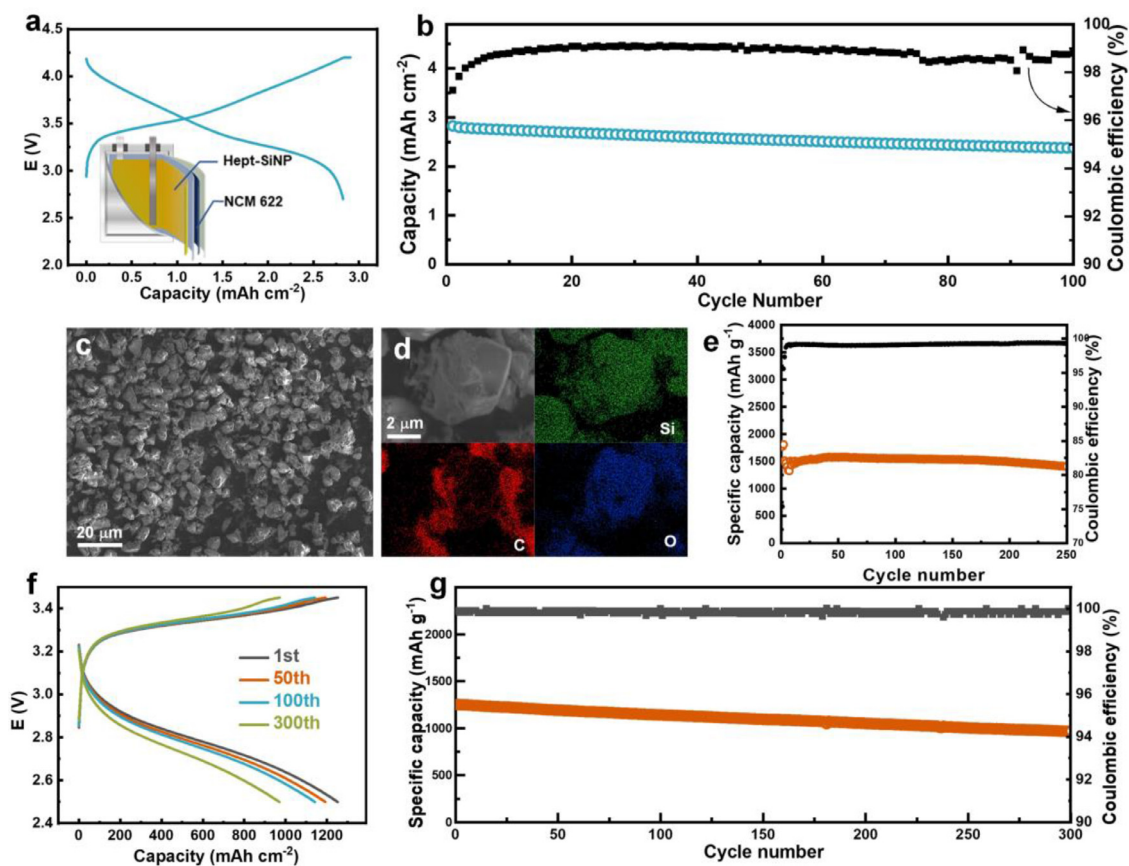 a
E (V)
4.0
3.5
3.0
2.5
2.0
Hept-SiNP
NCM 622
0.0 0.5 1.0 1.5 2.0 2.5 3.0
Capacity (mAh cm-2)
b
Capacity (mAh cm-2)
4
3
2
1
0
100
98
96
94
92
90
Coulombic efficiency (%)
0 20 40 60 80 100
Cycle Number
c
20 μm
d
2 μm
Si
C
O
e
Specific capacity (mAh g-1)
4000
3500
3000
2500
2000
1500
1000
500
0
100
95
90
85
80
75
70
Coulombic efficiency (%)
0 50 100 150 200 250
Cycle number
f
E (V)
3.4
3.2
3.0
2.8
2.6
2.4
1st
50th
100th
300th
0 200 400 600 800 1000 1200
Capacity (mAh cm-2)
g
Specific capacity (mAh g-1)
2000
1750
1500
1250
1000
750
500
250
0
100
98
96
94
92
90
Coulombic efficiency (%)
0 50 100 150 200 250 300
Cycle number